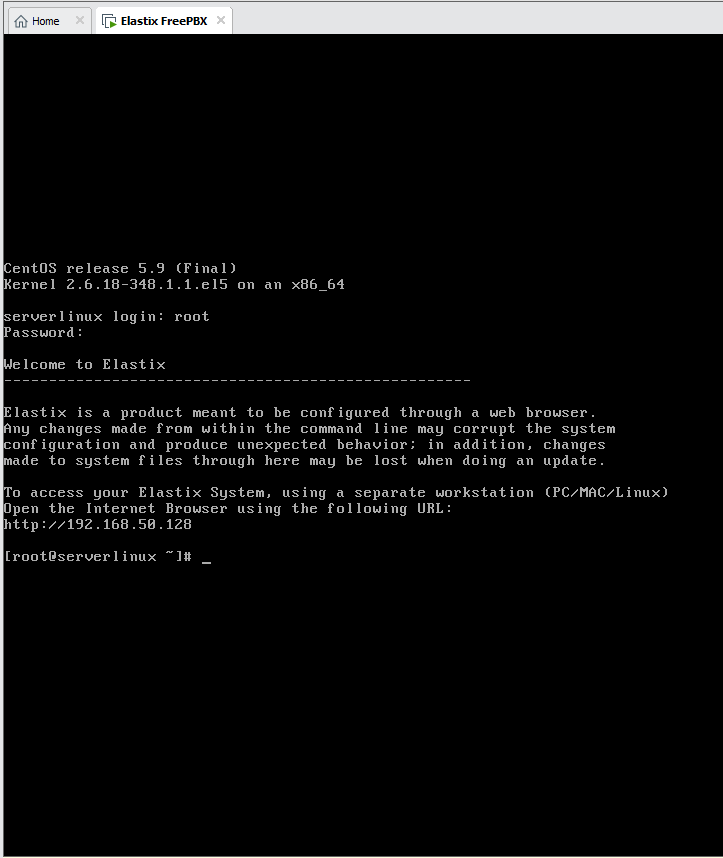 Home
Elastix FreePBX
CentOS release 5.9 (Final)
Kernel 2.6.18-348.1.1.el5 on an x86_64
serverlinux login: root
Password:
Welcome to Elastix
----------------------------------------------------
Elastix is a product meant to be configured through a web browser.
Any changes made from within the command line may corrupt the system
configuration and produce unexpected behavior; in addition, changes
made to system files through here may be lost when doing an update.
To access your Elastix System, using a separate workstation (PC/MAC/Linux)
Open the Internet Browser using the following URL:
http://192.168.50.128
[root@serverlinux ~]# _